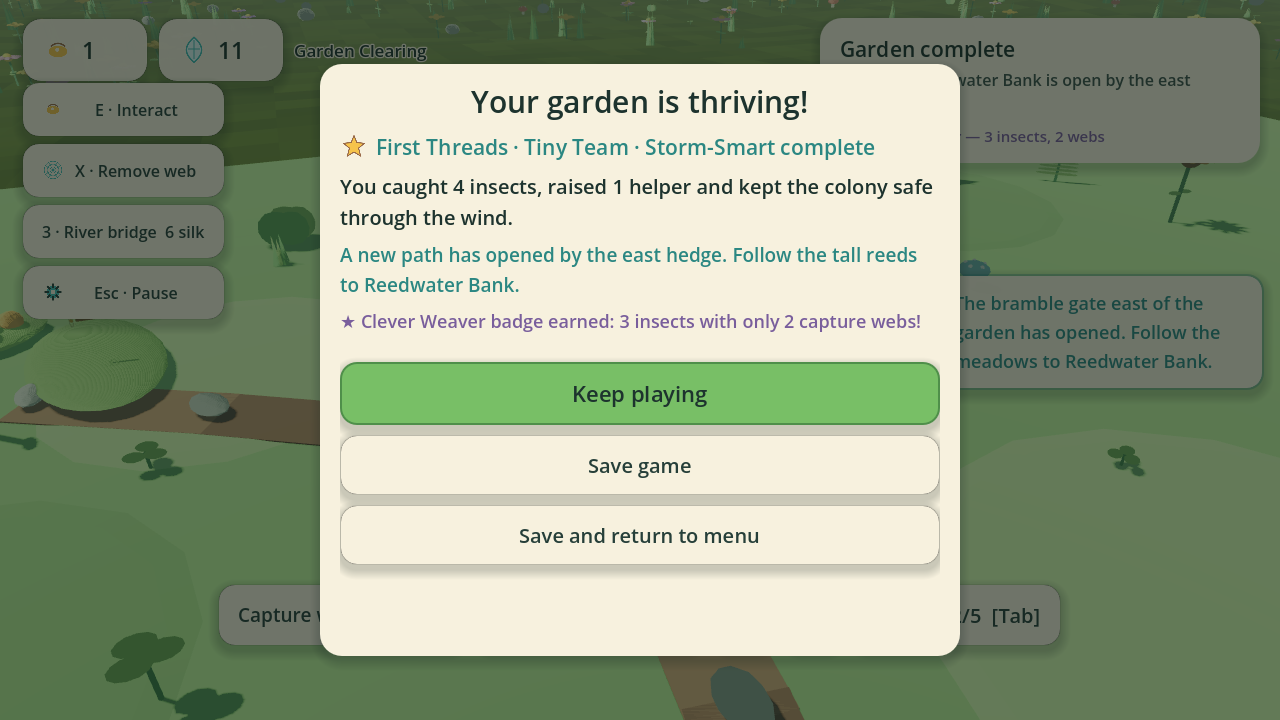 1
11
Garden Clearing
E · Interact
X · Remove web
3 · River bridge 6 silk
Esc · Pause
Garden complete
water Bank is open by the east
— 3 insects, 2 webs
Your garden is thriving!
First Threads · Tiny Team · Storm-Smart complete
You caught 4 insects, raised 1 helper and kept the colony safe
through the wind.
A new path has opened by the east hedge. Follow the tall reeds
to Reedwater Bank.
★ Clever Weaver badge earned: 3 insects with only 2 capture webs!
Keep playing
Save game
Save and return to menu
The bramble gate east of the
garden has opened. Follow the
meadows to Reedwater Bank.
Capture
/5 [Tab]